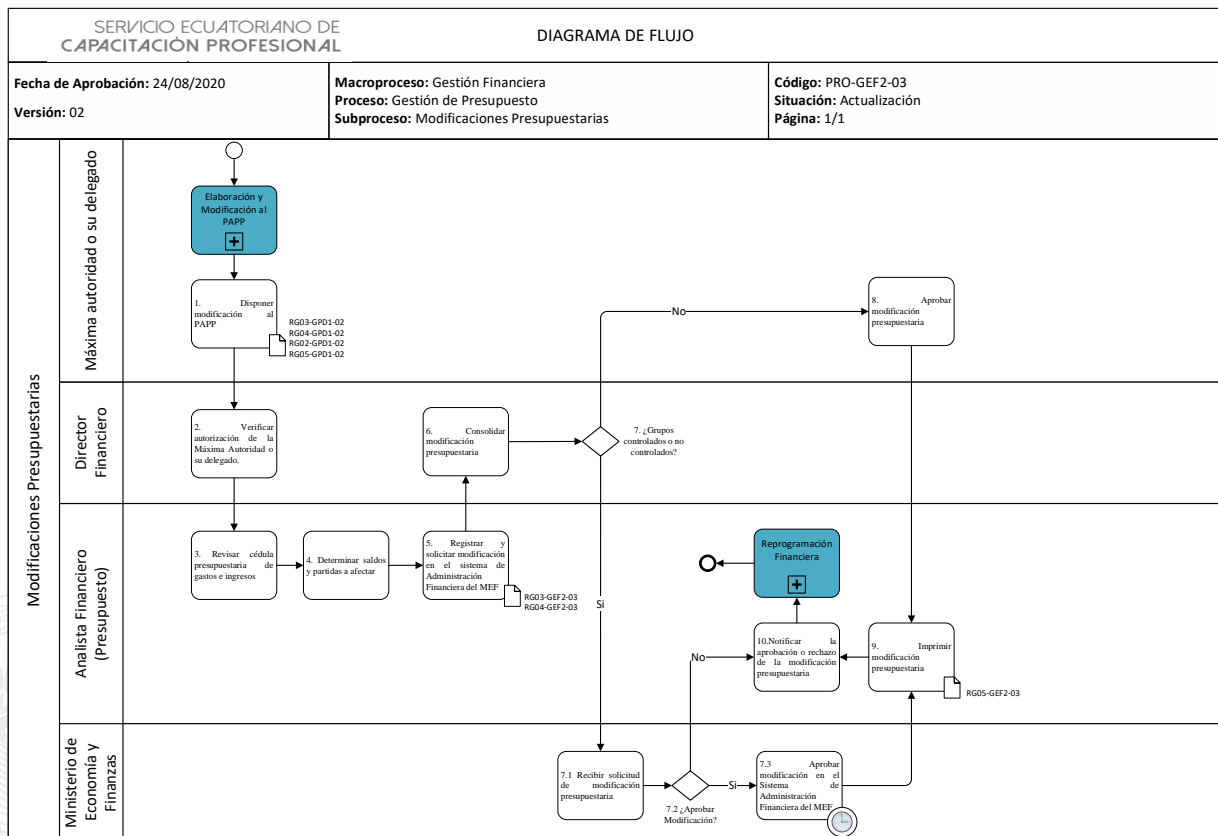 SERVICIO ECUATORIANO DE
CAPACITACIÓN PROFESIONAL
DIAGRAMA DE FLUJO
Fecha de Aprobación: 24/08/2020
Versión: 02
Macroproceso: Gestión Financiera
Proceso: Gestión de Presupuesto
Subproceso: Modificaciones Presupuestarias
Código: PRO-GEF2-03
Situación: Actualización
Página: 1/1
Modificaciones Presupuestarias
Máxima autoridad o su delegado
Elaboración y
Modificación al
PAPP
1. Disponer
modificación al
PAPP
RG03-GPD1-02
RG04-GPD1-02
RG02-GPD1-02
RG05-GPD1-02
No
8. Aprobar
modificación
presupuestaria
Director
Financiero
2. Verificar
autorización de la
Máxima Autoridad o
su delegado.
6. Consolidar
modificación
presupuestaria
7. ¿Grupos
controlados o no
controlados?
Analista Financiero
(Presupuesto)
3. Revisar cédula
presupuestaria de
gastos e ingresos
4. Determinar saldos
y partidas a afectar
5. Registrar y
solicitar modificación
en el sistema de
Administración
Financiera del MEF
RG03-GEF2-03
RG04-GEF2-03
Si
Reprogramación
Financiera
No
10.Notificar la
aprobación o rechazo
de la modificación
presupuestaria
9. Imprimir
modificación
presupuestaria
RG05-GEF2-03
Ministerio de
Economía y
Finanzas
7.1 Recibir solicitud
de modificación
presupuestaria
7.2 ¿Aprobar
Modificación?
Si
7.3 Aprobar
modificación en el
Sistema de
Administración
Financiera del MEF